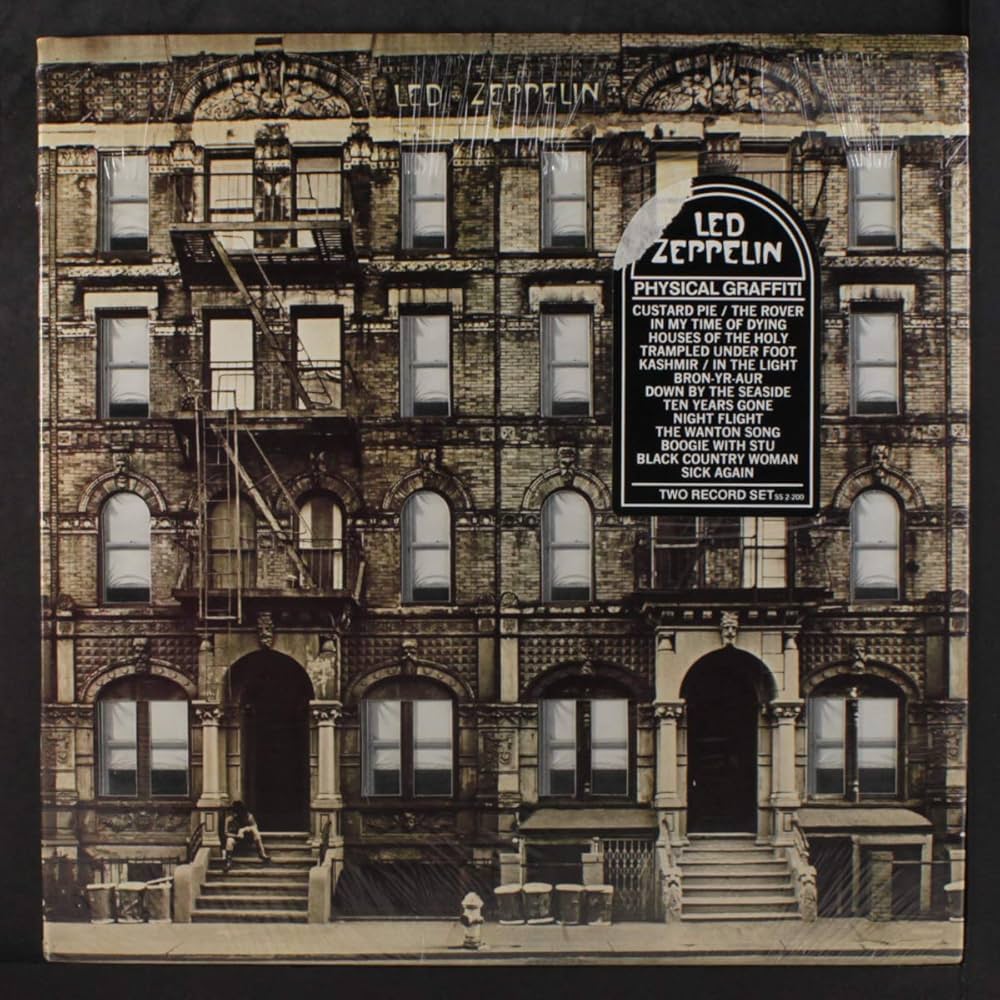 LED ZEPPELIN
LED
ZEPPELIN
PHYSICAL GRAFFITI
CUSTARD PIE / THE ROVER
IN MY TIME OF DYING
HOUSES OF THE HOLY
TRAMPLED UNDER FOOT
KASHMIR / IN THE LIGHT
BRON-YR-AUR
DOWN BY THE SEASIDE
TEN YEARS GONE
NIGHT FLIGHT
THE WANTON SONG
BOOGIE WITH STU
BLACK COUNTRY WOMAN
SICK AGAIN
TWO RECORD SET SS 2-200